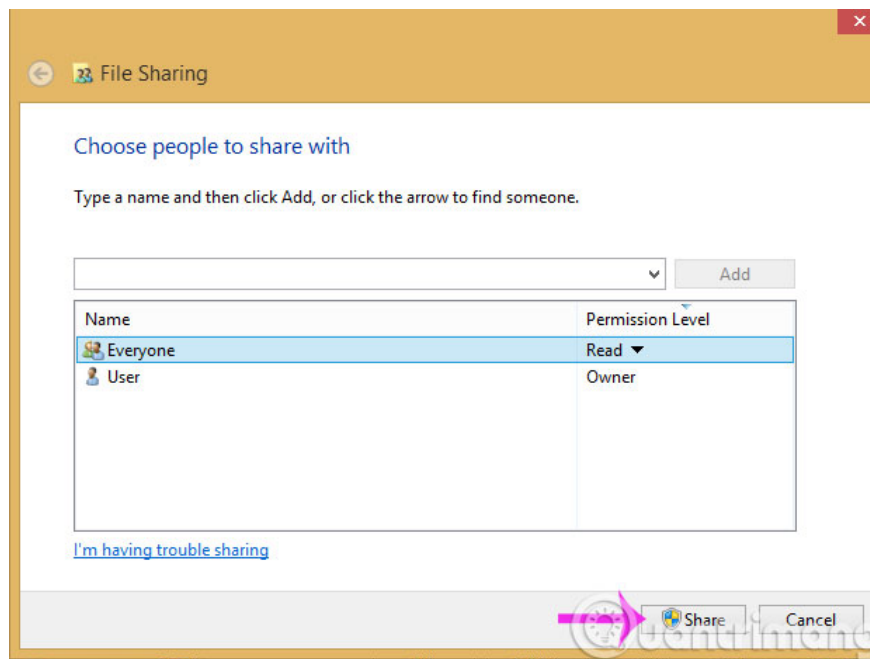 File Sharing
Choose people to share with
Type a name and then click Add, or click the arrow to find someone.
Add
Name Permission Level
Everyone Read
User Owner
I'm having trouble sharing
Share Cancel
uantrimang